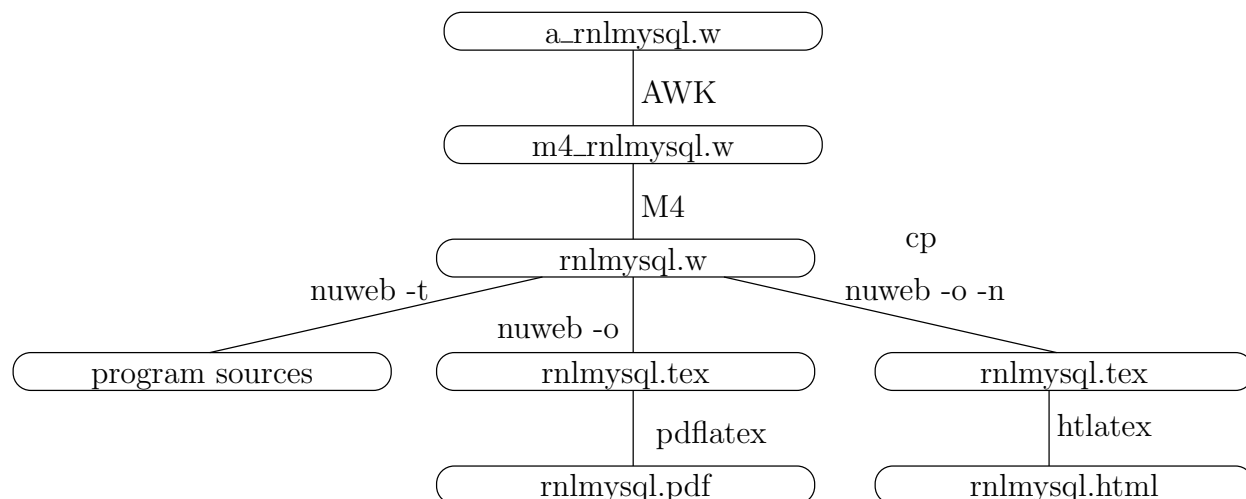 a_rnlmysql.w
AWK
m4_rnlmysql.w
M4
cp
rnlmysql.w
nuweb -t
nuweb -o -n
nuweb -o
program sources
rnlmysql.tex
rnlmysql.tex
pdflatex
htlatex
rnlmysql.pdf
rnlmysql.html